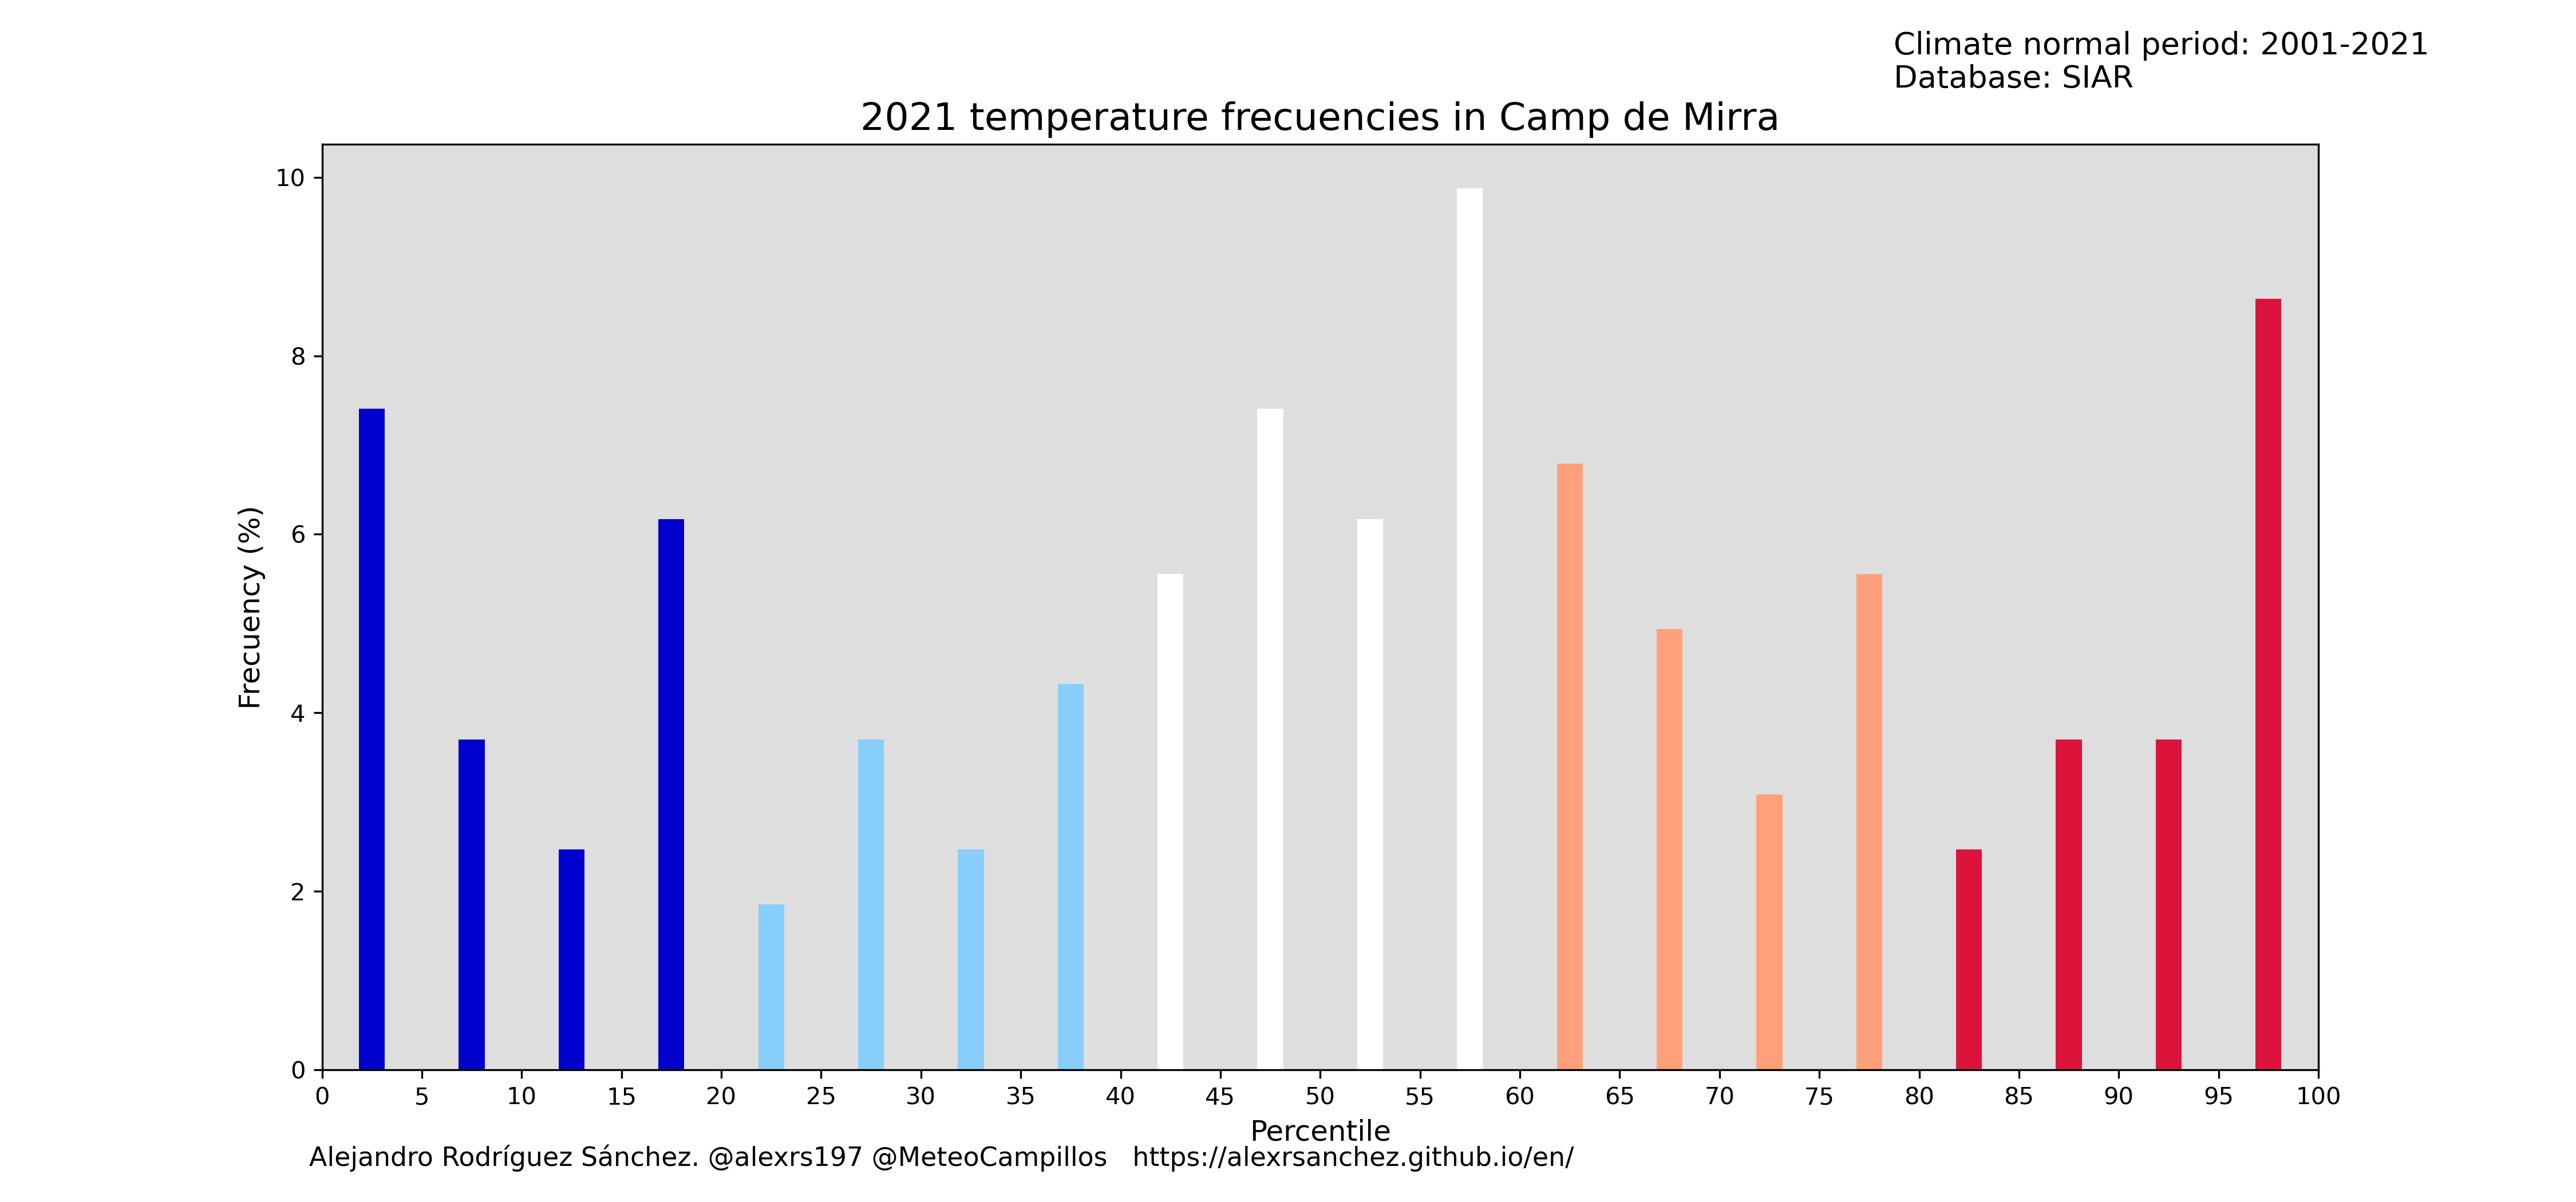 Climate normal period: 2001-2021
Database: SIAR
2021 temperature frecuencies in Camp de Mirra
10
8
6
4
2
0
Frecuency (%)
0 5 10 15 20 25 30 35 40 45 50 55 60 65 70 75 80 85 90 95 100
Percentile
Alejandro Rodríguez Sánchez. @alexrs197 @MeteoCampillos https://alexrsanchez.github.io/en/